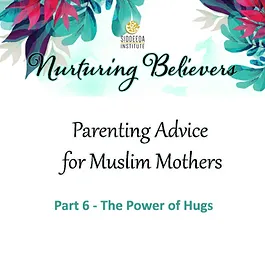 SIDDEEQA
INSTITUTE
Nurturing Believers
Parenting Advice
for Muslim Mothers
Part 6 - The Power of Hugs